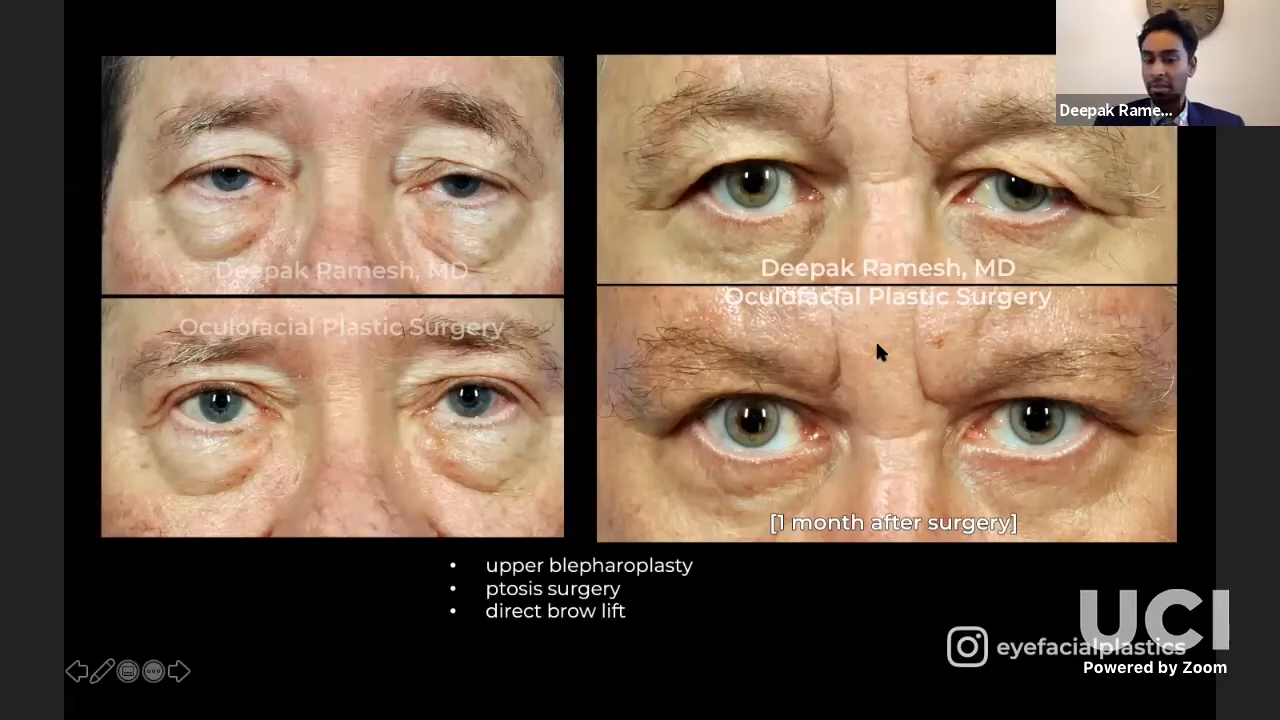 Deepak Rame...
Deepak Ramesh, MD
Oculofacial Plastic Surgery
Deepak Ramesh, MD
Oculofacial Plastic Surgery
[1 month after surgery]
• upper blepharoplasty
• ptosis surgery
• direct brow lift
UCI
eyefacialplastics
Powered by Zoom